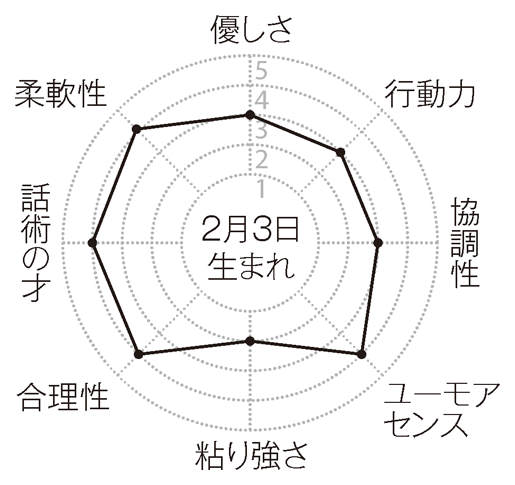 優しさ
行動力
協調性
ユーモア
センス
粘り強さ
合理性
話術の才
柔軟性
5
4
3
2
1
2月3日
生まれ